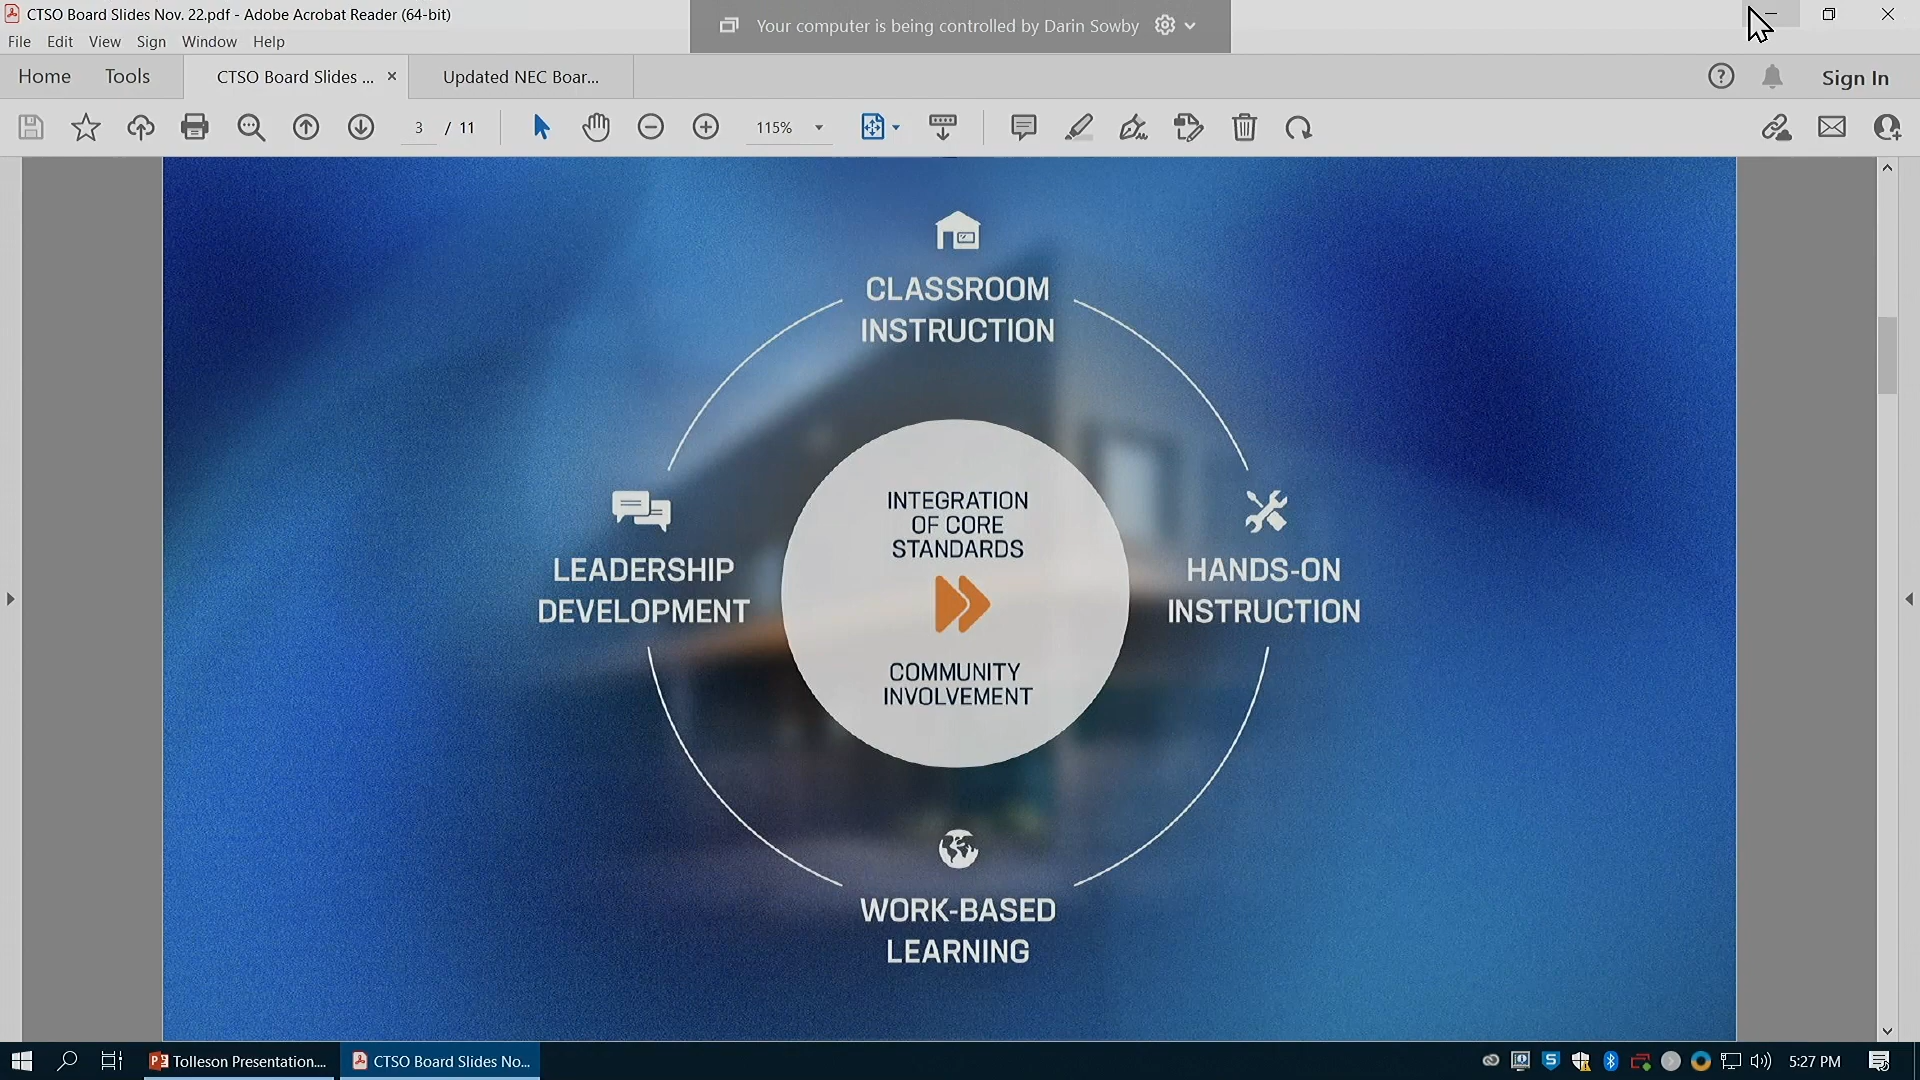 CTSO Board Slides Nov. 22.pdf - Adobe Acrobat Reader (64-bit)
Your computer is being controlled by Darin Sowby
File Edit View Sign Window Help
Home Tools CTSO Board Slides ... × Updated NEC Boar... Sign In
3 / 11 115%
CLASSROOM
INSTRUCTION
INTEGRATION
OF CORE
STANDARDS
LEADERSHIP
DEVELOPMENT
HANDS-ON
INSTRUCTION
COMMUNITY
INVOLVEMENT
WORK-BASED
LEARNING
Tolleson Presentation.... CTSO Board Slides No... 5:27 PM